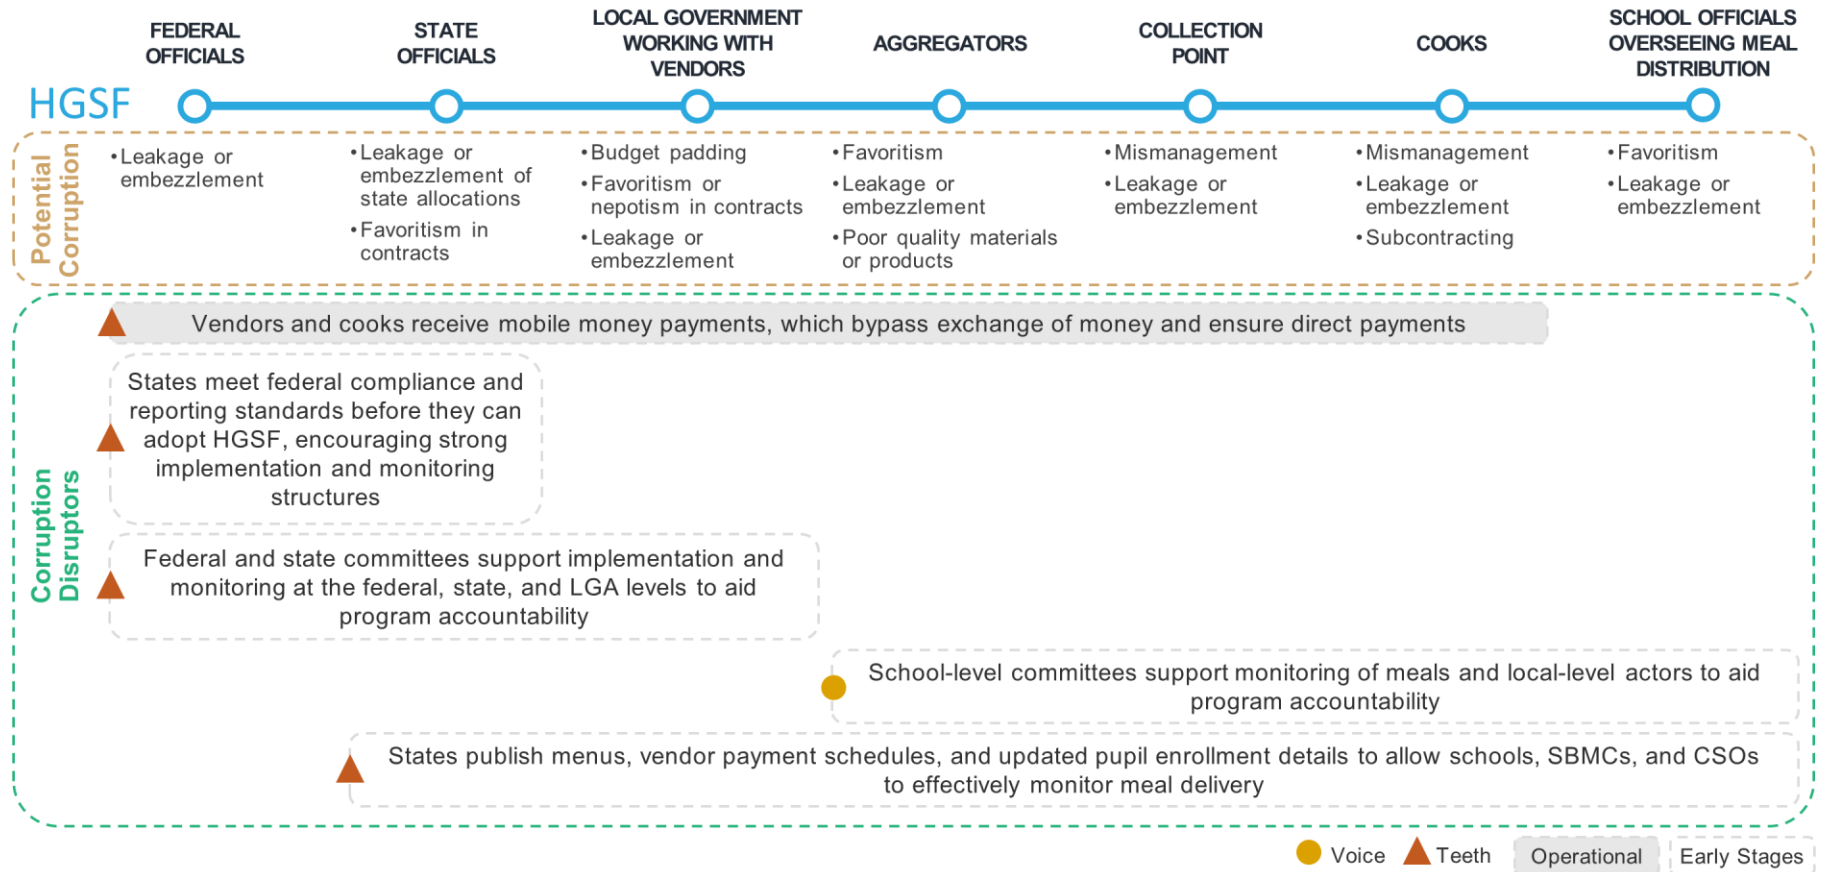 FEDERAL
OFFICIALS
STATE
OFFICIALS
LOCAL GOVERNMENT
WORKING WITH
VENDORS
AGGREGATORS
COLLECTION
POINT
COOKS
SCHOOL OFFICIALS
OVERSEEING MEAL
DISTRIBUTION
HGSF
Potential
Corruption
• Leakage or
embezzlement
• Leakage or
embezzlement of
state allocations
• Favoritism in
contracts
• Budget padding
• Favoritism or
nepotism in contracts
• Leakage or
embezzlement
• Favoritism
• Leakage or
embezzlement
• Poor quality materials
or products
• Mismanagement
• Leakage or
embezzlement
• Mismanagement
• Leakage or
embezzlement
• Subcontracting
• Favoritism
• Leakage or
embezzlement
Corruption
Disruptors
Vendors and cooks receive mobile money payments, which bypass exchange of money and ensure direct payments
States meet federal compliance and
reporting standards before they can
adopt HGSF, encouraging strong
implementation and monitoring
structures
Federal and state committees support implementation and
monitoring at the federal, state, and LGA levels to aid
program accountability
School-level committees support monitoring of meals and local-level actors to aid
program accountability
States publish menus, vendor payment schedules, and updated pupil enrollment details to allow schools, SBMCs, and CSOs
to effectively monitor meal delivery
Voice
Teeth
Operational
Early Stages